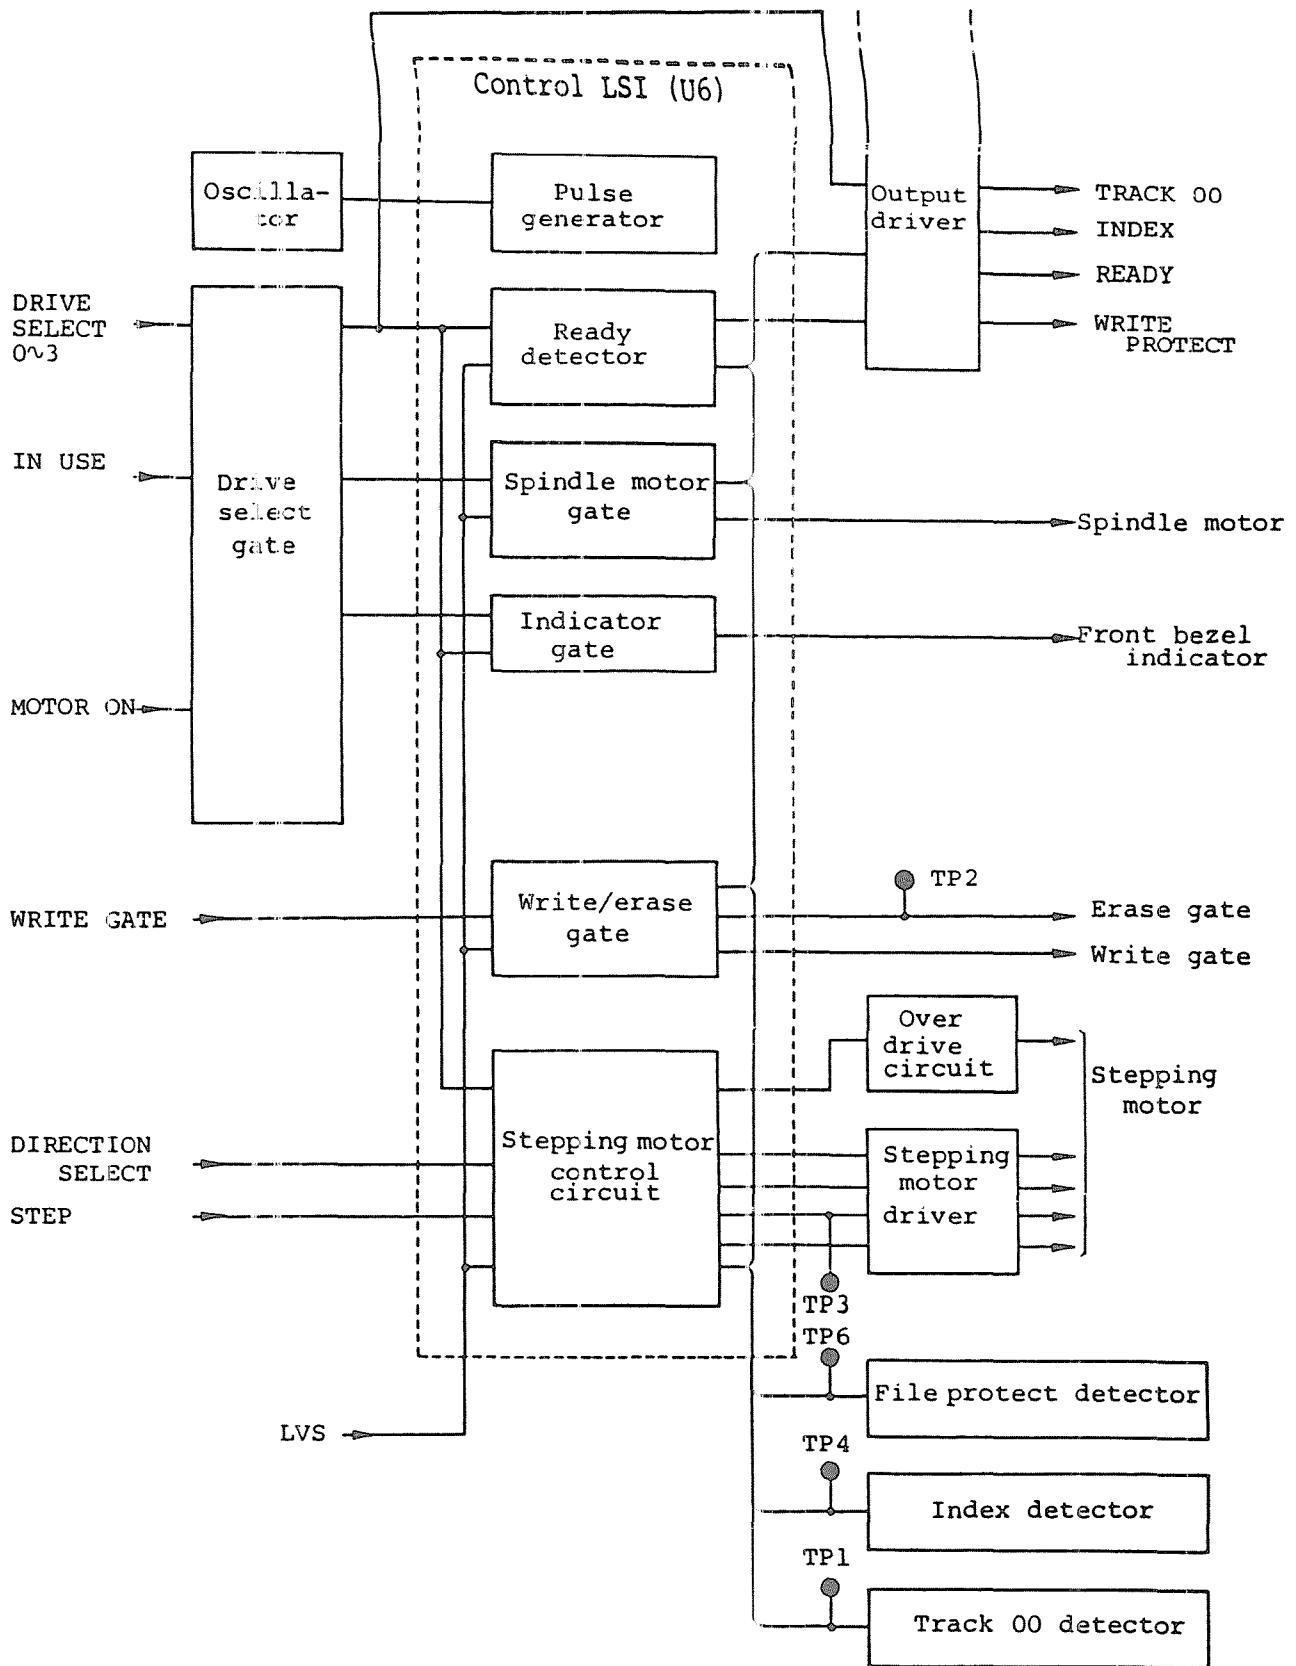 Control LSI (U6)
Oscilla-
tor
Pulse
generator
Output
driver
TRACK 00
INDEX
READY
WRITE
PROTECT
DRIVE
SELECT
0~3
Ready
detector
IN USE
Drive
select
gate
Spindle motor
gate
Spindle motor
Indicator
gate
Front bezel
indicator
MOTOR ON
WRITE GATE
Write/erase
gate
TP2
Erase gate
Write gate
Over
drive
circuit
Stepping
motor
DIRECTION
SELECT
STEP
Stepping motor
control
circuit
Stepping
motor
driver
TP3
TP6
File protect detector
LVS
TP4
Index detector
TP1
Track 00 detector